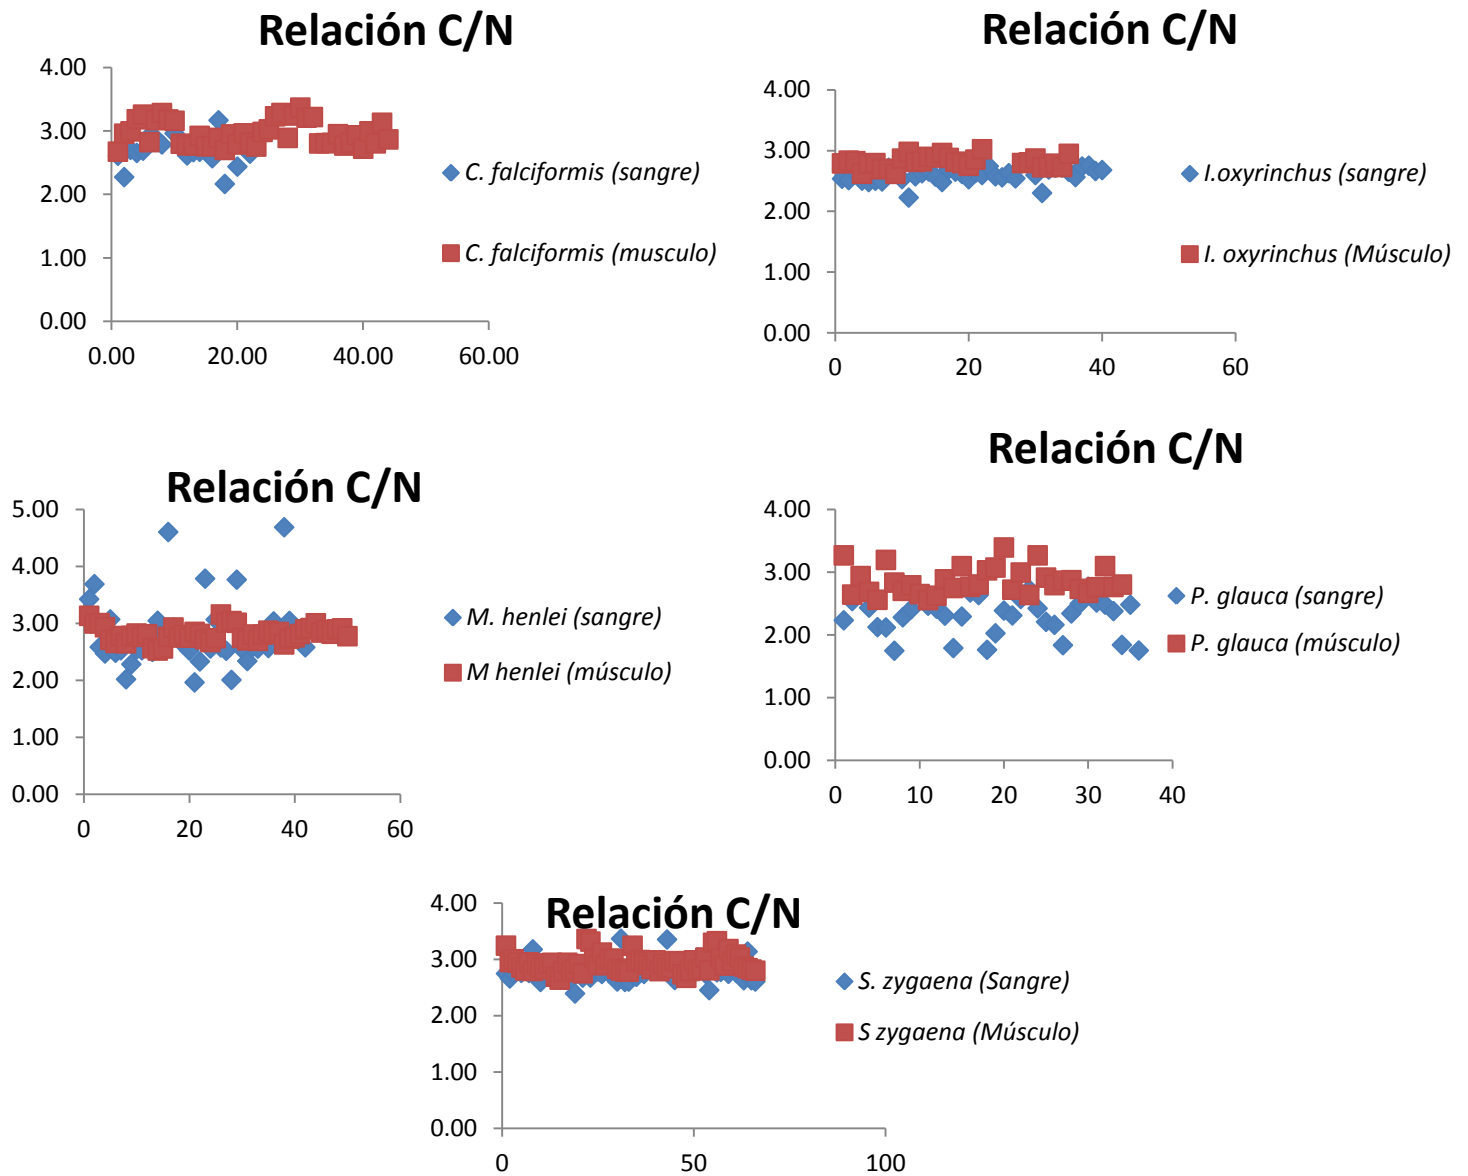 Relación C/N
4.00
3.00
2.00
1.00
0.00
0.00 20.00 40.00 60.00
C. falciformis (sangre)
C. falciformis (musculo)
Relación C/N
4.00
3.00
2.00
1.00
0.00
0 20 40 60
I.oxyrinchus (sangre)
I. oxyrinchus (Músculo)
Relación C/N
5.00
4.00
3.00
2.00
1.00
0.00
0 20 40 60
M. henlei (sangre)
M henlei (músculo)
Relación C/N
4.00
3.00
2.00
1.00
0.00
0 10 20 30 40
P. glauca (sangre)
P. glauca (músculo)
Relación C/N
4.00
3.00
2.00
1.00
0.00
0 50 100
S. zygaena (Sangre)
S zygaena (Músculo)